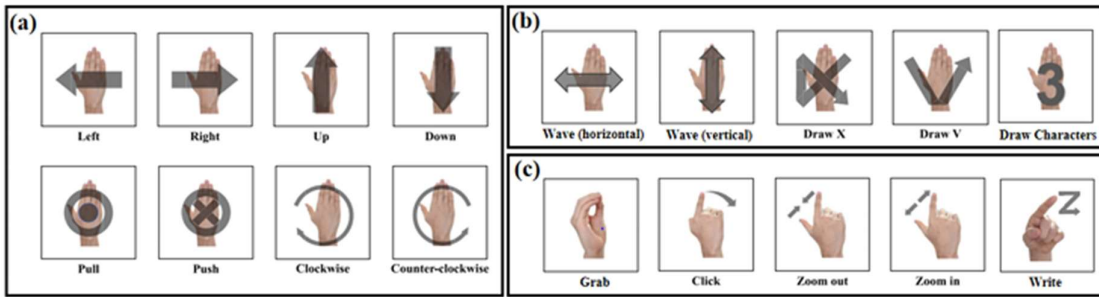 (a)
Left Right Up Down
Pull Push Clockwise Counter-clockwise
(b)
3
Wave (horizontal) Wave (vertical) Draw X Draw V Draw Characters
(c)
Z
Grab Click Zoom out Zoom in Write